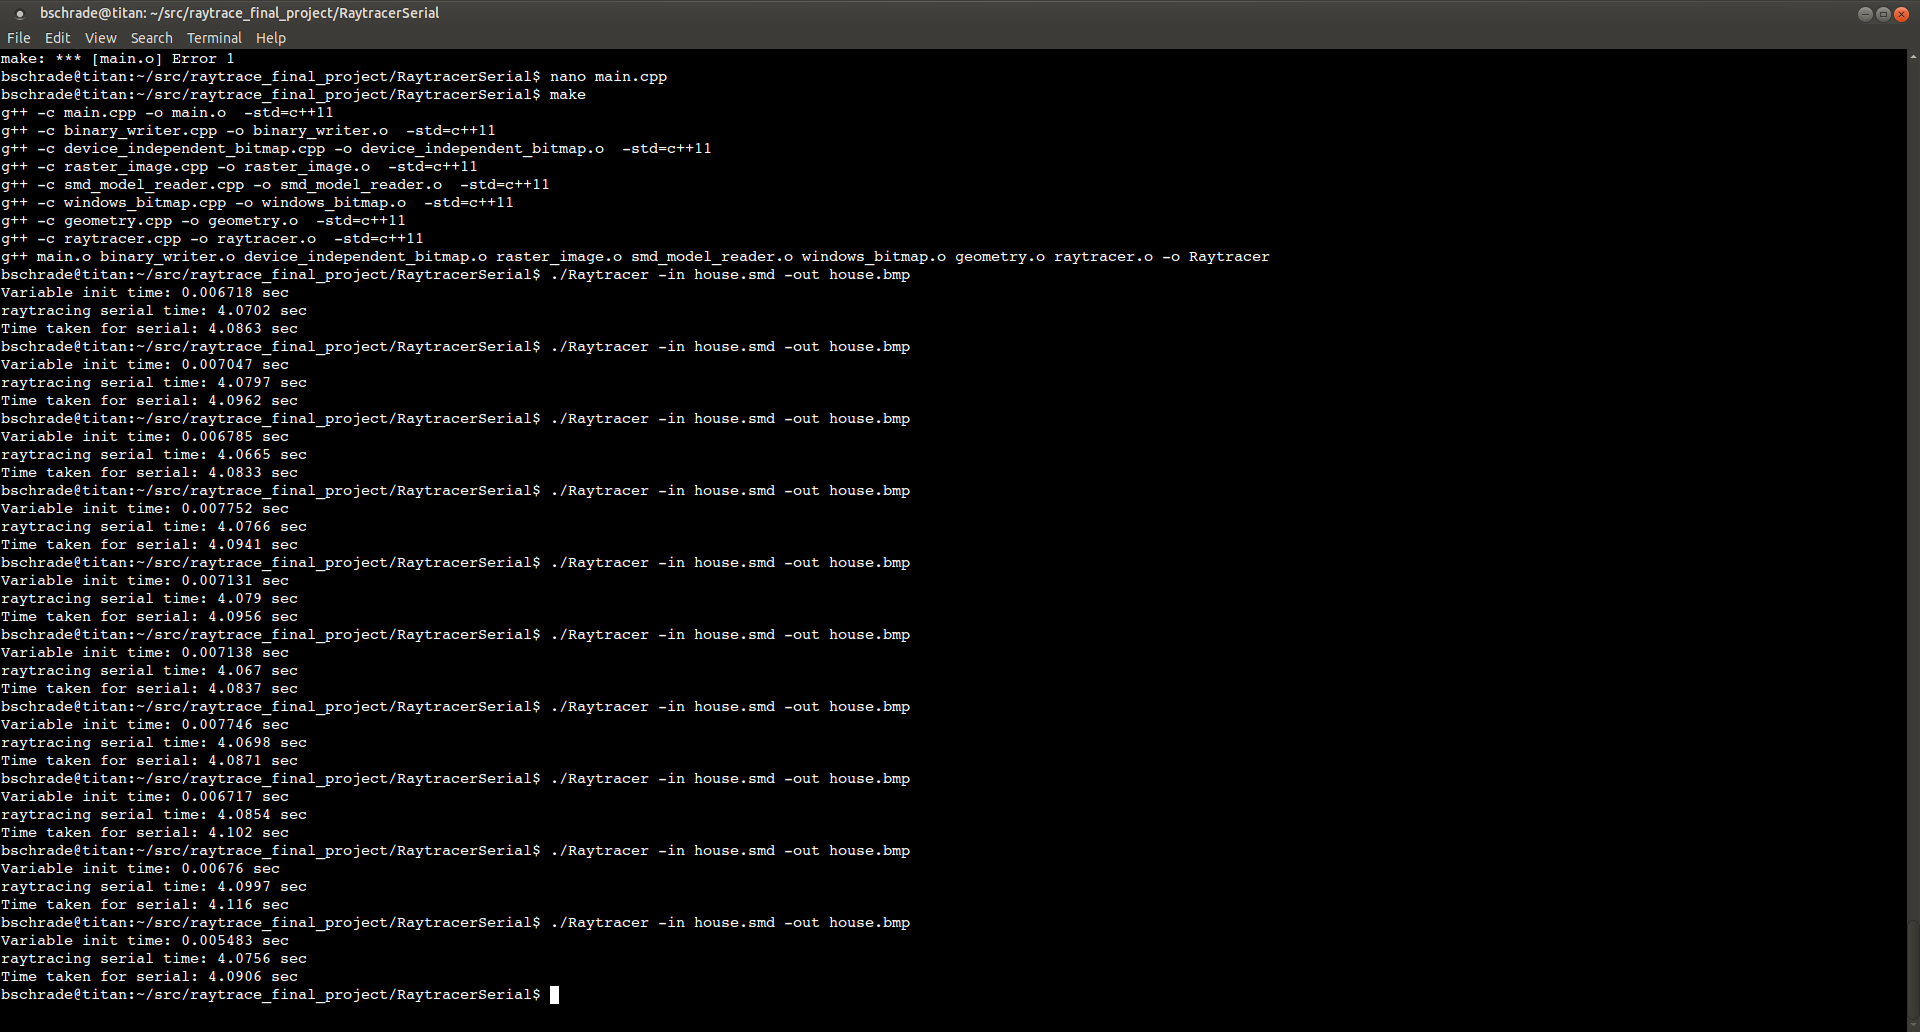 bschrade@titan: ~/src/raytrace_final_project/RaytracerSerial
File Edit View Search Terminal Help
make: *** [main.o] Error 1
bschrade@titan:~/src/raytrace_final_project/RaytracerSerial$ nano main.cpp
bschrade@titan:~/src/raytrace_final_project/RaytracerSerial$ make
g++ -c main.cpp -o main.o  -std=c++11
g++ -c binary_writer.cpp -o binary_writer.o  -std=c++11
g++ -c device_independent_bitmap.cpp -o device_independent_bitmap.o  -std=c++11
g++ -c raster_image.cpp -o raster_image.o  -std=c++11
g++ -c smd_model_reader.cpp -o smd_model_reader.o  -std=c++11
g++ -c windows_bitmap.cpp -o windows_bitmap.o  -std=c++11
g++ -c geometry.cpp -o geometry.o  -std=c++11
g++ -c raytracer.cpp -o raytracer.o  -std=c++11
g++ main.o binary_writer.o device_independent_bitmap.o raster_image.o smd_model_reader.o windows_bitmap.o geometry.o raytracer.o -o Raytracer
bschrade@titan:~/src/raytrace_final_project/RaytracerSerial$ ./Raytracer -in house.smd -out house.bmp
Variable init time: 0.006718 sec
raytracing serial time: 4.0702 sec
Time taken for serial: 4.0863 sec
bschrade@titan:~/src/raytrace_final_project/RaytracerSerial$ ./Raytracer -in house.smd -out house.bmp
Variable init time: 0.007047 sec
raytracing serial time: 4.0797 sec
Time taken for serial: 4.0962 sec
bschrade@titan:~/src/raytrace_final_project/RaytracerSerial$ ./Raytracer -in house.smd -out house.bmp
Variable init time: 0.006785 sec
raytracing serial time: 4.0665 sec
Time taken for serial: 4.0833 sec
bschrade@titan:~/src/raytrace_final_project/RaytracerSerial$ ./Raytracer -in house.smd -out house.bmp
Variable init time: 0.007752 sec
raytracing serial time: 4.0766 sec
Time taken for serial: 4.0941 sec
bschrade@titan:~/src/raytrace_final_project/RaytracerSerial$ ./Raytracer -in house.smd -out house.bmp
Variable init time: 0.007131 sec
raytracing serial time: 4.079 sec
Time taken for serial: 4.0956 sec
bschrade@titan:~/src/raytrace_final_project/RaytracerSerial$ ./Raytracer -in house.smd -out house.bmp
Variable init time: 0.007138 sec
raytracing serial time: 4.067 sec
Time taken for serial: 4.0837 sec
bschrade@titan:~/src/raytrace_final_project/RaytracerSerial$ ./Raytracer -in house.smd -out house.bmp
Variable init time: 0.007746 sec
raytracing serial time: 4.0698 sec
Time taken for serial: 4.0871 sec
bschrade@titan:~/src/raytrace_final_project/RaytracerSerial$ ./Raytracer -in house.smd -out house.bmp
Variable init time: 0.006717 sec
raytracing serial time: 4.0854 sec
Time taken for serial: 4.102 sec
bschrade@titan:~/src/raytrace_final_project/RaytracerSerial$ ./Raytracer -in house.smd -out house.bmp
Variable init time: 0.00676 sec
raytracing serial time: 4.0997 sec
Time taken for serial: 4.116 sec
bschrade@titan:~/src/raytrace_final_project/RaytracerSerial$ ./Raytracer -in house.smd -out house.bmp
Variable init time: 0.005483 sec
raytracing serial time: 4.0756 sec
Time taken for serial: 4.0906 sec
bschrade@titan:~/src/raytrace_final_project/RaytracerSerial$